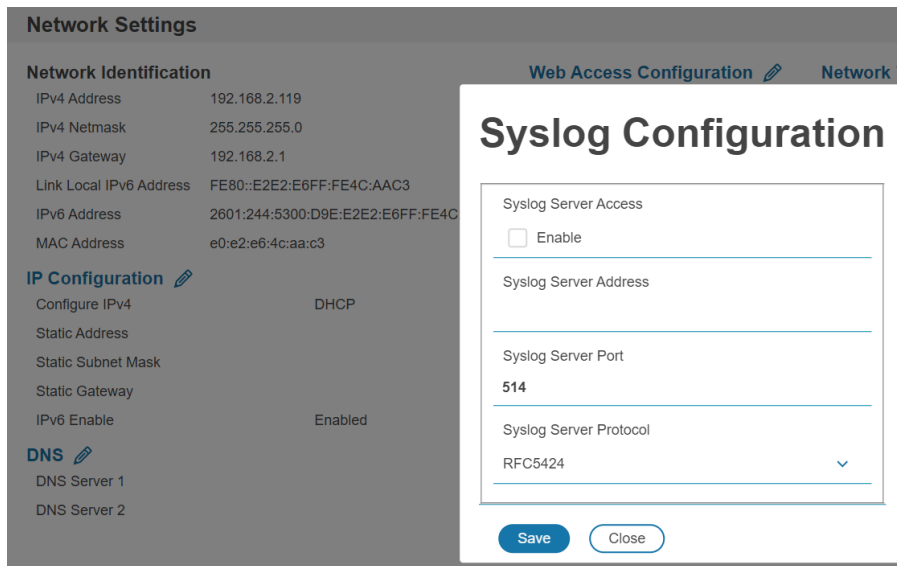 Network Settings
Network Identification
IPv4 Address 192.168.2.119
IPv4 Netmask 255.255.255.0
IPv4 Gateway 192.168.2.1
Link Local IPv6 Address FE80::E2E2:E6FF:FE4C:AAC3
IPv6 Address 2601:244:5300:D9E:E2E2:E6FF:FE4C
MAC Address e0:e2:e6:4c:aa:c3
IP Configuration
Configure IPv4 DHCP
Static Address
Static Subnet Mask
Static Gateway
IPv6 Enable Enabled
DNS
DNS Server 1
DNS Server 2
Web Access Configuration
Network
Syslog Configuration
Syslog Server Access
Enable
Syslog Server Address
Syslog Server Port
514
Syslog Server Protocol
RFC5424
Save Close